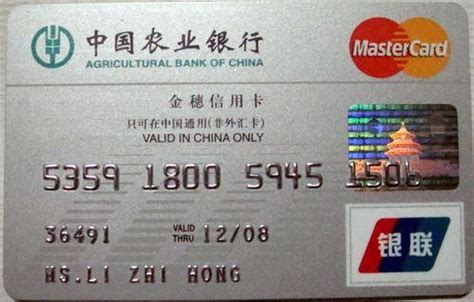 中国农业银行
AGRICULTURAL BANK OF CHINA
MasterCard
金穗信用卡
只可在中国通用(非外汇卡)
VALID IN CHINA ONLY
5359 1800 5945 1506
36491 VALID THRU 12/08
MS.LI ZHI HONG
银联